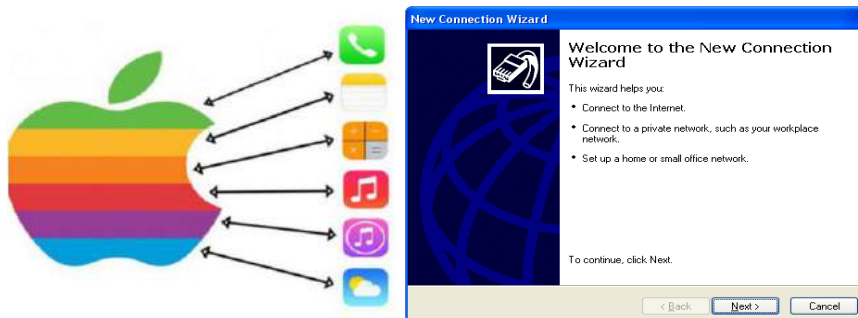 New Connection Wizard
Welcome to the New Connection
Wizard
This wizard helps you:
• Connect to the Internet.
• Connect to a private network, such as your workplace
network.
• Set up a home or small office network.
To continue, click Next.
< Back
Next >
Cancel